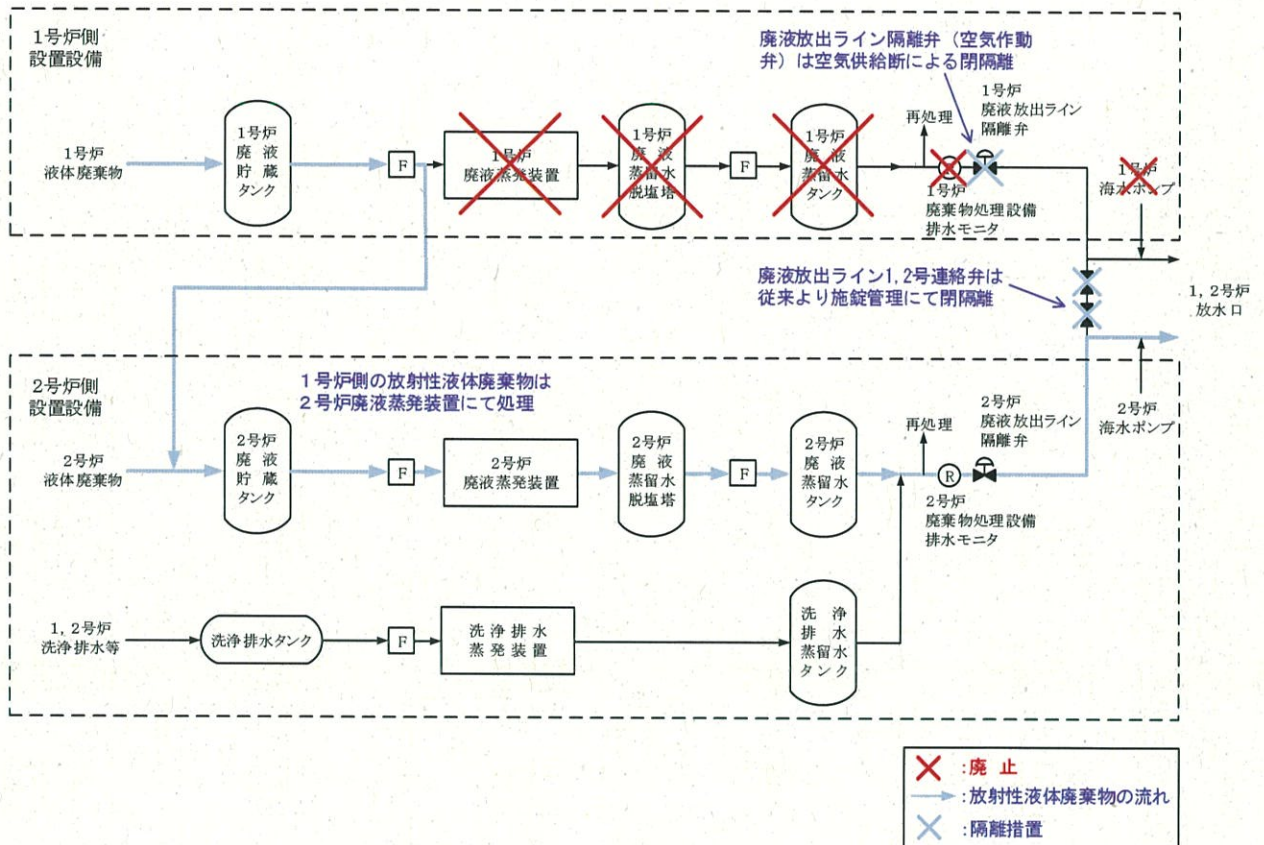 1号炉側
設置設備
廃液放出ライン隔離弁（空気作動
弁）は空気供給断による閉隔離
1号炉
液体廃棄物
1号炉
廃 液
貯 蔵
タンク
F
1号炉
廃液蒸発装置
1号炉
廃 液
蒸留水
脱塩塔
F
1号炉
廃 液
蒸留水
タンク
再処理
1号炉
廃液放出ライン
隔離弁
1号炉
廃棄物処理設備
排水モニタ
1号炉
海水ポンプ
廃液放出ライン1,2号連絡弁は
従来より施錠管理にて閉隔離
1, 2号炉
放水口
2号炉側
設置設備
1号炉側の放射性液体廃棄物は
2号炉廃液蒸発装置にて処理
2号炉
液体廃棄物
2号炉
廃 液
貯 蔵
タンク
F
2号炉
廃液蒸発装置
2号炉
廃 液
蒸留水
脱塩塔
F
2号炉
廃 液
蒸留水
タンク
再処理
R
2号炉
廃液放出ライン
隔離弁
2号炉
廃棄物処理設備
排水モニタ
2号炉
海水ポンプ
1, 2号炉
洗浄排水等
洗浄排水タンク
F
洗 浄 排 水
蒸 発 装 置
洗 浄
排 水
蒸留水
タンク
:廃 止
:放射性液体廃棄物の流れ
:隔離措置